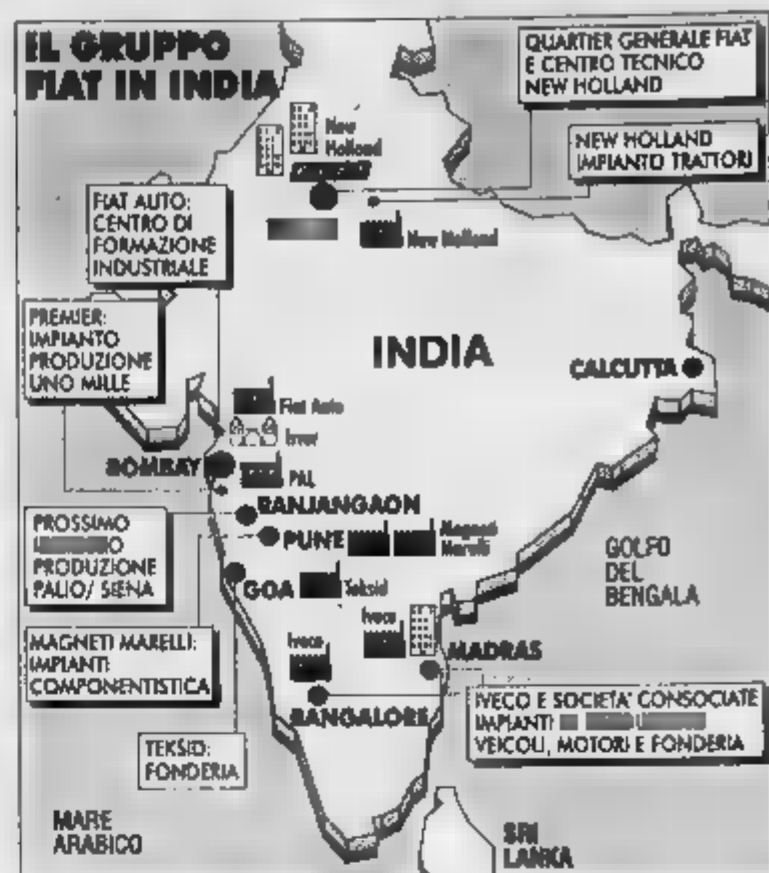 IL GRUPPO
FIAT IN INDIA
QUARTIER GENERALE FIAT
E CENTRO TECNICO
NEW HOLLAND
New
Holland
NEW HOLLAND
IMPIANTO TRATTORI
New Holland
FIAT AUTO:
CENTRO DI
FORMAZIONE
INDUSTRIALE
PREMIER:
IMPIANTO
PRODUZIONE
UNO MILLE
INDIA
CALCUTTA
Fiat Auto
BOMBAY
PAL
RANJANGAON
PROSSIMO
PRODUZIONE
PALIO/ SIENA
PUNE
Magneti
Marelli
GOLFO
DEL
BENGALA
GOA
Teksid
MAGNETI MARELLI:
IMPIANTI
COMPONENTISTICA
Iveco
Iveco
MADRAS
BANGALORE
IVECO E SOCIETA' CONSOCIATE
IMPIANTI
VEICOLI, MOTORI E FONDERIA
TEKSID:
FONDERIA
MARE
ARABICO
SRI
LANKA